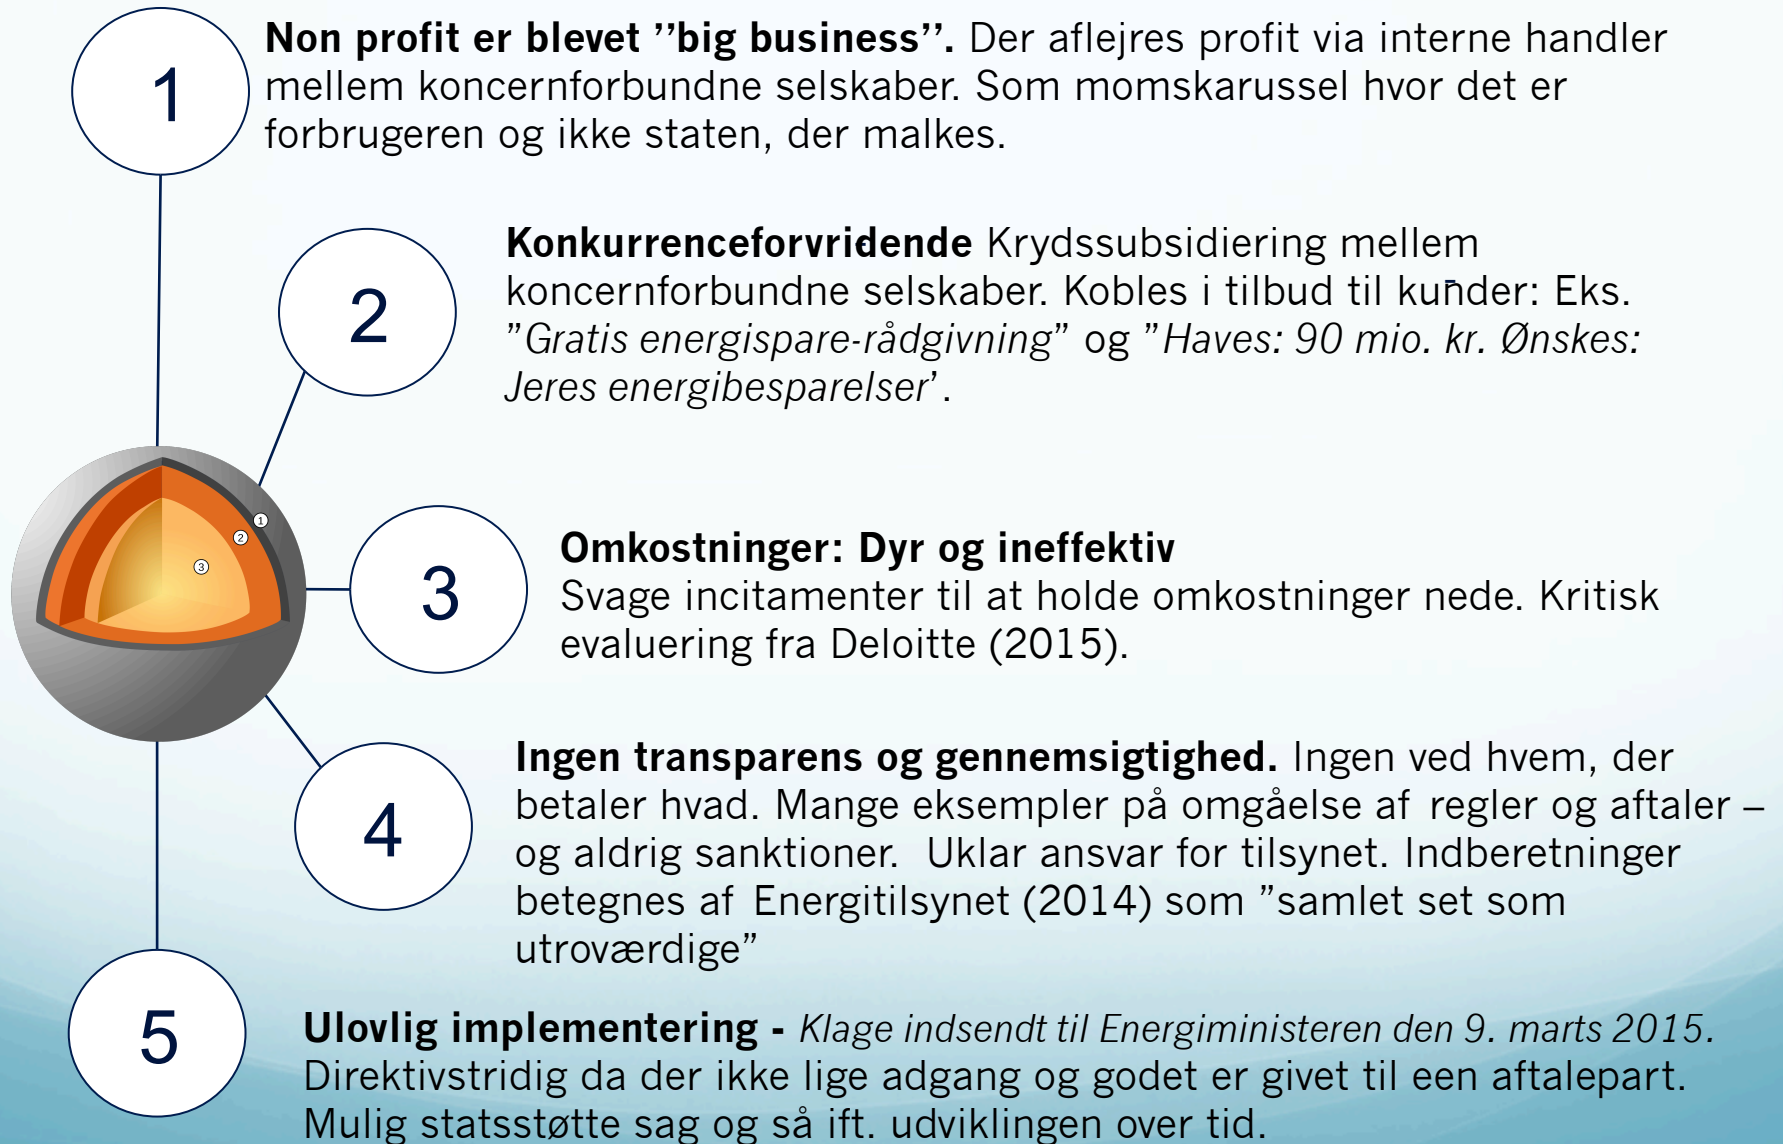 1
Non profit er blevet ’’big business’’. Der aflejres profit via interne handler
mellem koncernforbundne selskaber. Som momskarussel hvor det er
forbrugeren og ikke staten, der malkes.
2
Konkurrenceforvridende Krydssubsidiering mellem
koncernforbundne selskaber. Kobles i tilbud til kunder: Eks.
”Gratis energispare-rådgivning” og ”Haves: 90 mio. kr. Ønskes:
Jeres energibesparelser’.
1
2
3
3
Omkostninger: Dyr og ineffektiv
Svage incitamenter til at holde omkostninger nede. Kritisk
evaluering fra Deloitte (2015).
4
Ingen transparens og gennemsigtighed. Ingen ved hvem, der
betaler hvad. Mange eksempler på omgåelse af regler og aftaler –
og aldrig sanktioner. Uklar ansvar for tilsynet. Indberetninger
betegnes af Energitilsynet (2014) som ”samlet set som
utroværdige”
5
Ulovlig implementering - Klage indsendt til Energiministeren den 9. marts 2015.
Direktivstridig da der ikke lige adgang og godet er givet til een aftalepart.
Mulig statsstøtte sag og så ift. udviklingen over tid.